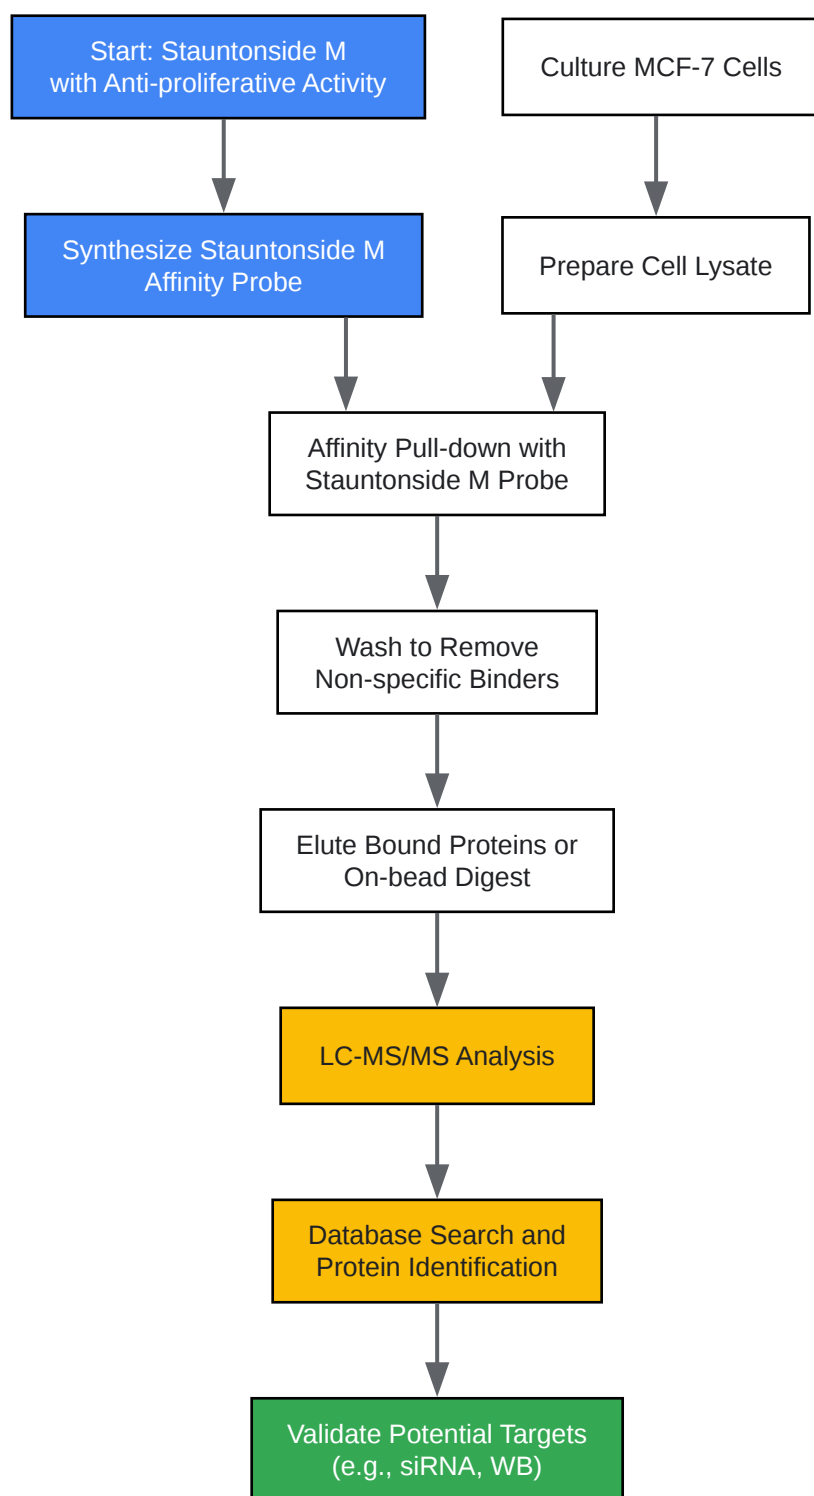 Start: Stauntonside M
with Anti-proliferative Activity
Culture MCF-7 Cells
Synthesize Stauntonside M
Affinity Probe
Prepare Cell Lysate
Affinity Pull-down with
Stauntonside M Probe
Wash to Remove
Non-specific Binders
Elute Bound Proteins or
On-bead Digest
LC-MS/MS Analysis
Database Search and
Protein Identification
Validate Potential Targets
(e.g., siRNA, WB)